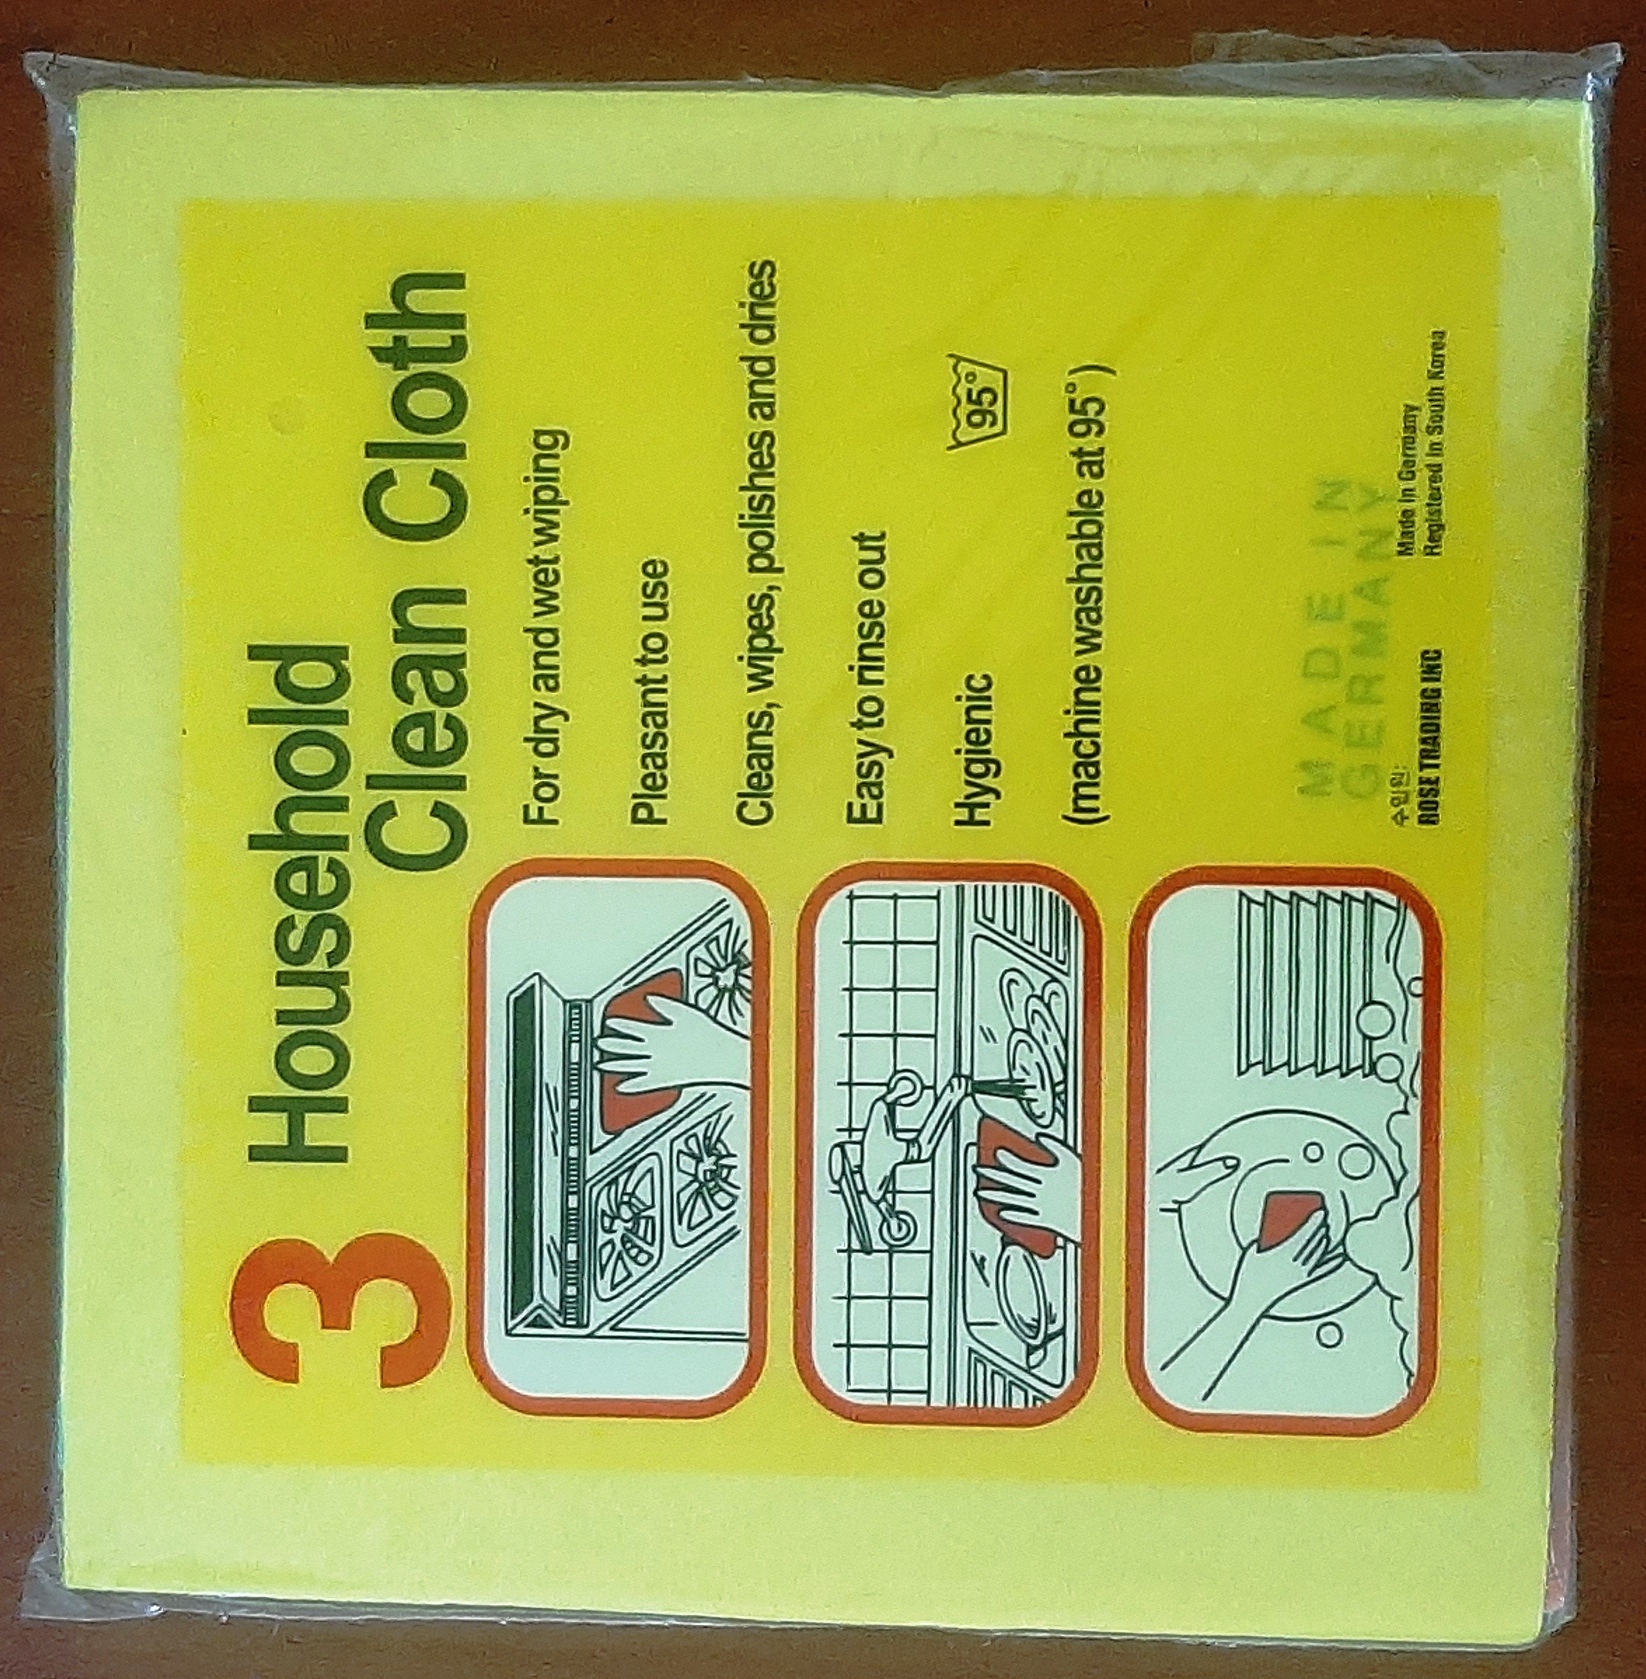 3 Household
Clean Cloth
For dry and wet wiping
Pleasant to use
Cleans, wipes, polishes and dries
Easy to rinse out
Hygienic 95°
(machine washable at 95°)
MADE IN
GERMANY
수입원:
ROSE TRADING INC
Made in Germany
Registered in South Korea